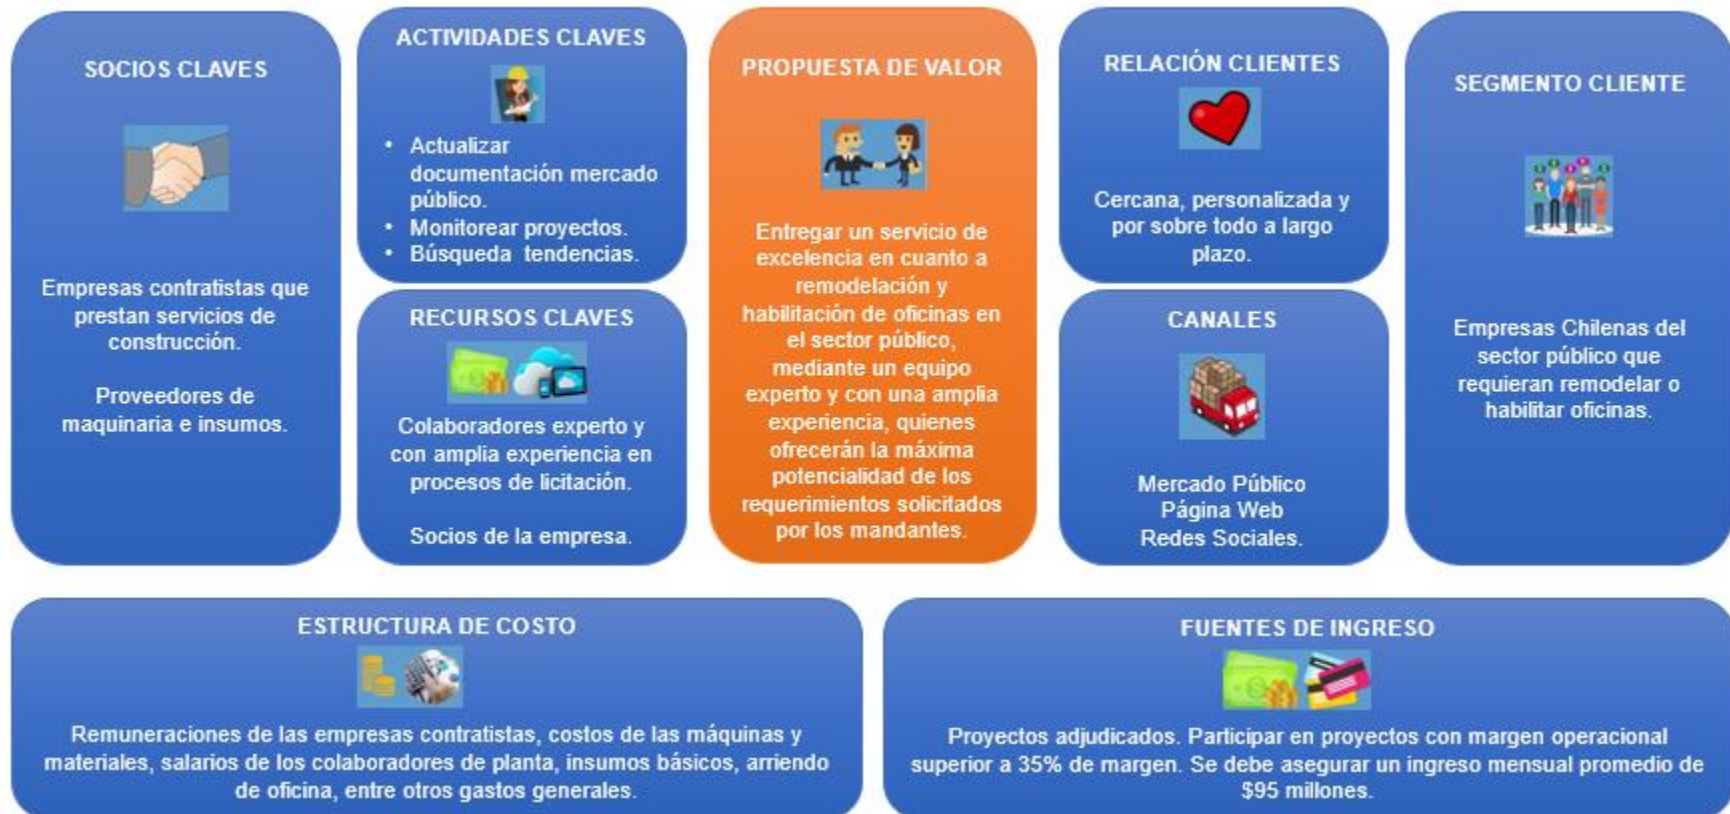 SOCIOS CLAVES
Empresas contratistas que
prestan servicios de
construcción.
Proveedores de
maquinaria e insumos.
ACTIVIDADES CLAVES
• Actualizar
documentación mercado
público.
• Monitorear proyectos.
• Búsqueda tendencias.
RECURSOS CLAVES
Colaboradores experto y
con amplia experiencia en
procesos de licitación.
Socios de la empresa.
PROPUESTA DE VALOR
Entregar un servicio de
excelencia en cuanto a
remodelación y
habilitación de oficinas en
el sector público,
mediante un equipo
experto y con una amplia
experiencia, quienes
ofrecerán la máxima
potencialidad de los
requerimientos solicitados
por los mandantes.
RELACIÓN CLIENTES
Cercana, personalizada y
por sobre todo a largo
plazo.
CANALES
Mercado Público
Página Web
Redes Sociales.
SEGMENTO CLIENTE
Empresas Chilenas del
sector público que
requieran remodelar o
habilitar oficinas.
ESTRUCTURA DE COSTO
Remuneraciones de las empresas contratistas, costos de las máquinas y
materiales, salarios de los colaboradores de planta, insumos básicos, arriendo
de oficina, entre otros gastos generales.
FUENTES DE INGRESO
Proyectos adjudicados. Participar en proyectos con margen operacional
superior a 35% de margen. Se debe asegurar un ingreso mensual promedio de
$95 millones.